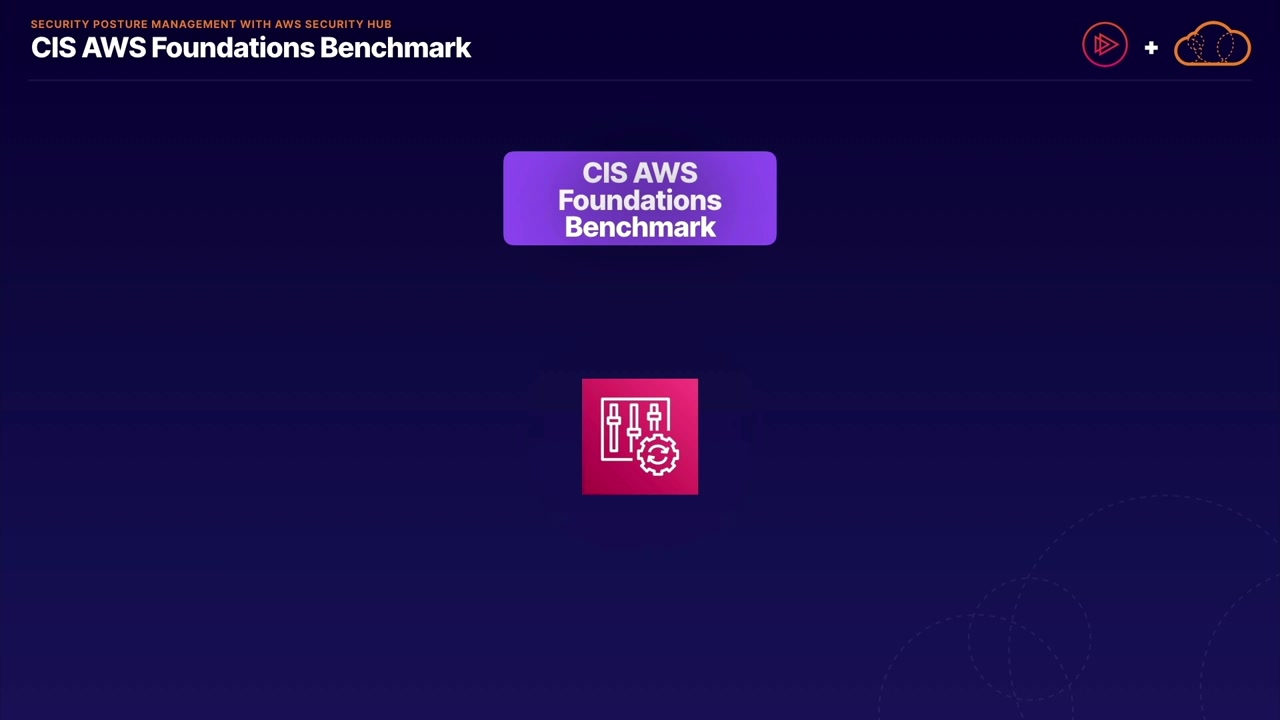 SECURITY POSTURE MANAGEMENT WITH AWS SECURITY HUB
CIS AWS Foundations Benchmark
CIS AWS
Foundations
Benchmark